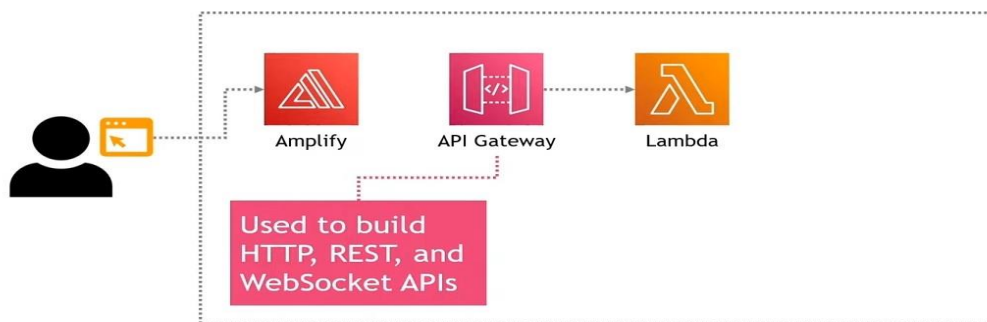 Amplify
API Gateway
Lambda
</>
Used to build
HTTP, REST, and
WebSocket APIs